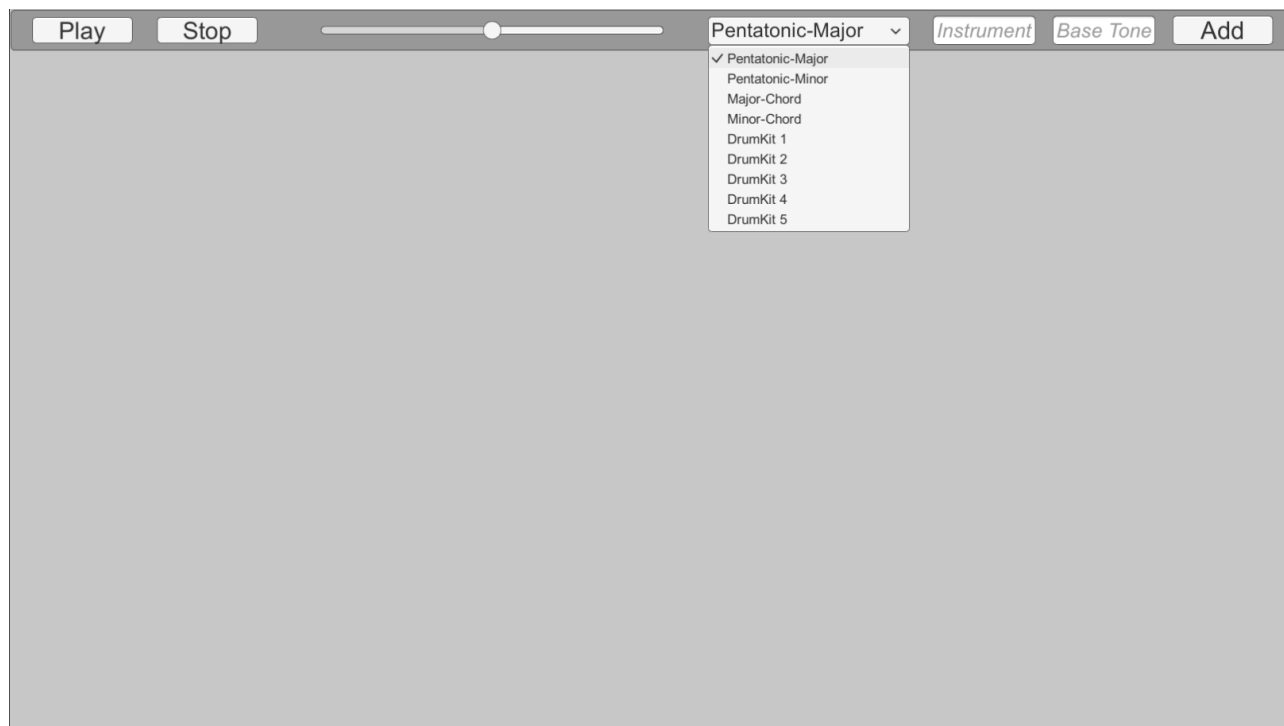 Play Stop Pentatonic-Major Instrument Base Tone Add
Pentatonic-Major
Pentatonic-Minor
Major-Chord
Minor-Chord
DrumKit 1
DrumKit 2
DrumKit 3
DrumKit 4
DrumKit 5